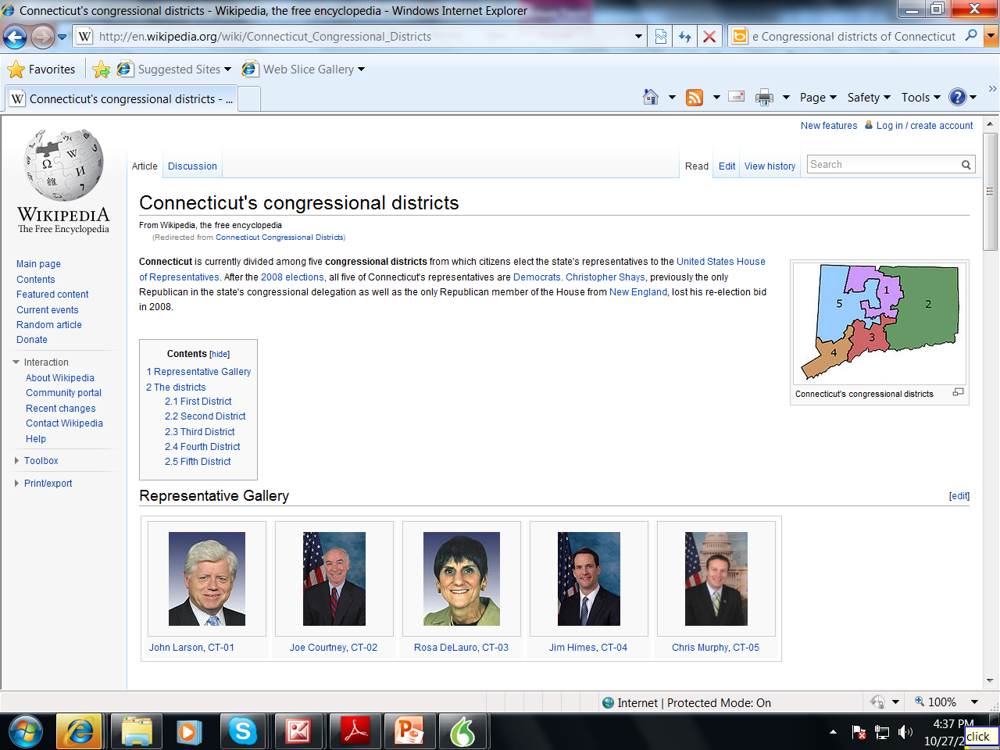 Connecticut's congressional districts - Wikipedia, the free encyclopedia - Windows Internet Explorer
http://en.wikipedia.org/wiki/Connecticut_Congressional_Districts
e Congressional districts of Connecticut
Favorites
Suggested Sites
Web Slice Gallery
Connecticut's congressional districts - ...
Page
Safety
Tools
New features
Log in / create account
Article
Discussion
Read
Edit
View history
Search
WIKIPEDIA
The Free Encyclopedia
Main page
Contents
Featured content
Current events
Random article
Donate
Interaction
About Wikipedia
Community portal
Recent changes
Contact Wikipedia
Help
Toolbox
Print/export
Connecticut's congressional districts
From Wikipedia, the free encyclopedia
(Redirected from Connecticut Congressional Districts)
Connecticut is currently divided among five congressional districts from which citizens elect the state's representatives to the United States House
of Representatives. After the 2008 elections, all five of Connecticut's representatives are Democrats. Christopher Shays, previously the only
Republican in the state's congressional delegation as well as the only Republican member of the House from New England, lost his re-election bid
in 2008.
1
2
3
4
5
Connecticut's congressional districts
Contents [hide]
1 Representative Gallery
2 The districts
2.1 First District
2.2 Second District
2.3 Third District
2.4 Fourth District
2.5 Fifth District
Representative Gallery
[edit]
John Larson, CT-01
Joe Courtney, CT-02
Rosa DeLauro, CT-03
Jim Himes, CT-04
Chris Murphy, CT-05
Internet | Protected Mode: On
100%
4:37 PM
10/27/2
click